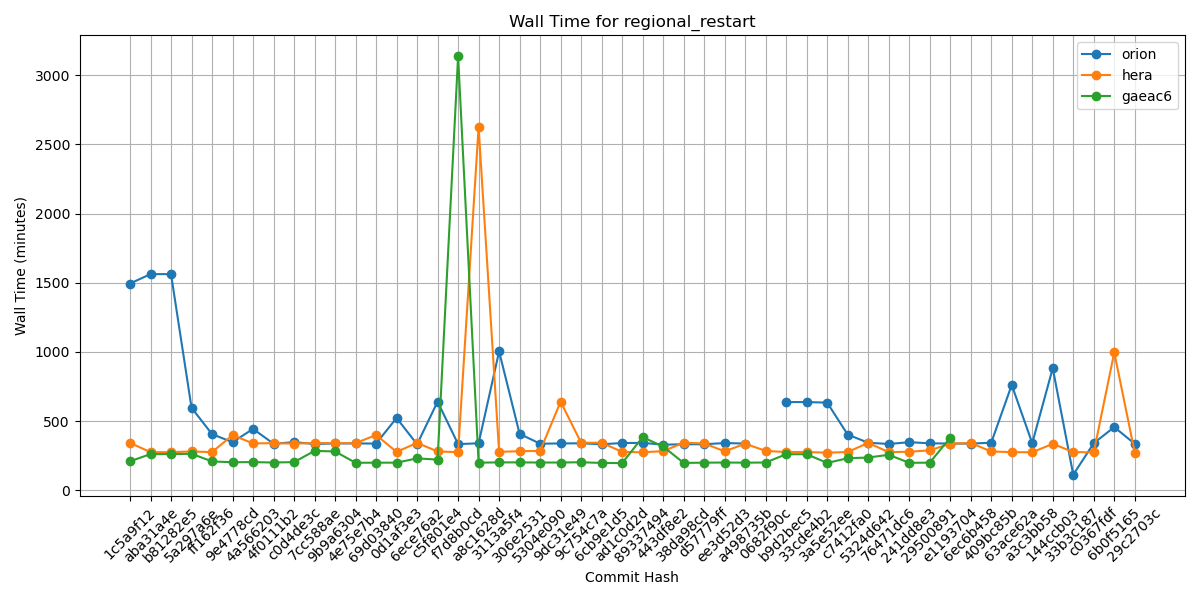 Wall Time for regional_restart
orion
hera
gaeac6
Wall Time (minutes)
3000
2500
2000
1500
1000
500
0
1c5a9f12
aba31a4e
b81282e5
5a297a6e
ff162f36
9e4778cd
4a566203
4f0111b2
c0d4de3c
7cc588ae
9b9a6304
4e75e7b4
69d03840
0d1af3e3
6ece16a2
c5f801e4
f7d8b0cd
a8c1628d
3113a5f4
306e2531
5304e090
9dc31e49
9c754c7a
6cb9e1d5
ad1c0d2d
89337494
443df8e2
38da98cd
d57779ff
ee3d52d3
a498735b
0682f90c
b9d2bec5
33cde4b2
3a5e52ee
c7412fa0
5324d642
76471dc6
241dd8e3
29500891
e1193704
6ec6b458
409bc85b
63ace62a
a3c3bb58
144ccb03
33b3c187
c0367fdf
6b0f5165
29c2703c
Commit Hash